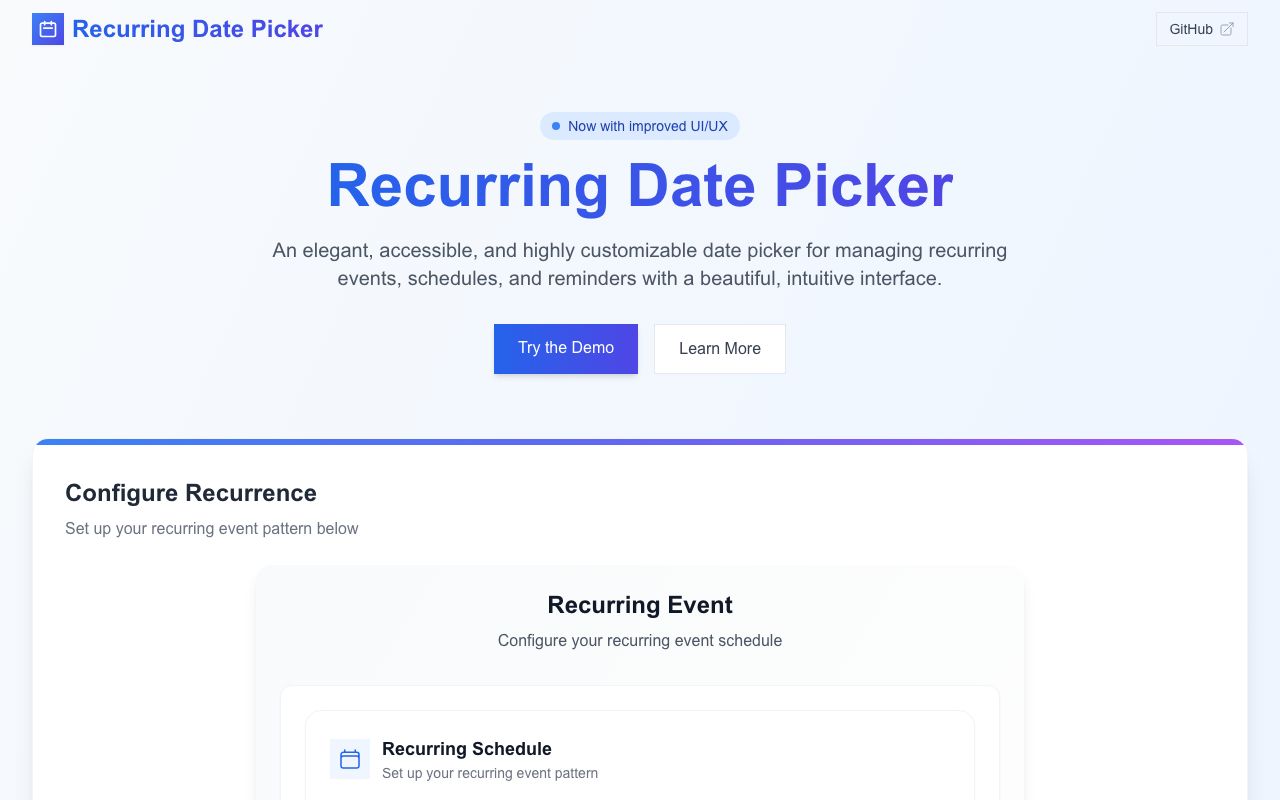 Recurring Date Picker
GitHub
Now with improved UI/UX
Recurring Date Picker
An elegant, accessible, and highly customizable date picker for managing recurring
events, schedules, and reminders with a beautiful, intuitive interface.
Try the Demo
Learn More
Configure Recurrence
Set up your recurring event pattern below
Recurring Event
Configure your recurring event schedule
Recurring Schedule
Set up your recurring event pattern